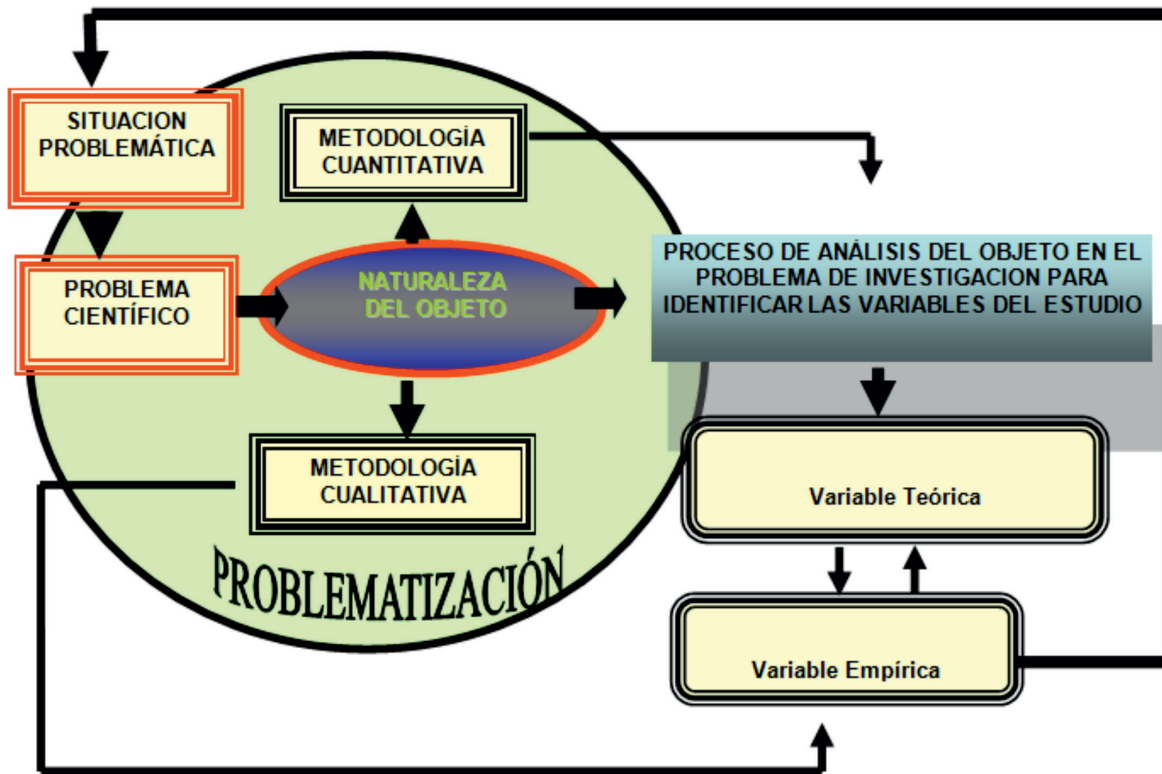 SITUACION
PROBLEMÁTICA
METODOLOGÍA
CUANTITATIVA
PROBLEMA
CIENTÍFICO
NATURALEZA
DEL OBJETO
PROCESO DE ANÁLISIS DEL OBJETO EN EL
PROBLEMA DE INVESTIGACION PARA
IDENTIFICAR LAS VARIABLES DEL ESTUDIO
METODOLOGÍA
CUALITATIVA
Variable Teórica
PROBLEMATIZACIÓN
Variable Empírica